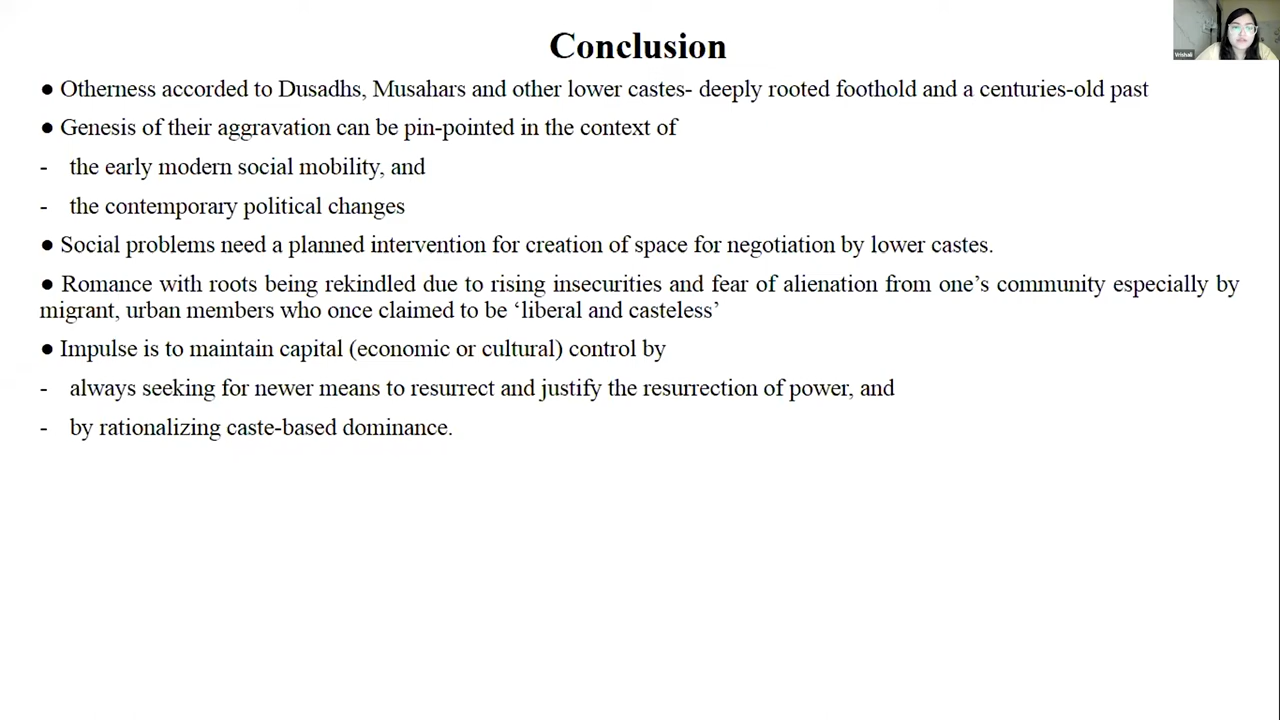 Conclusion
Vrishali
● Otherness accorded to Dusadhs, Musahars and other lower castes- deeply rooted foothold and a centuries-old past
● Genesis of their aggravation can be pin-pointed in the context of
- the early modern social mobility, and
- the contemporary political changes
● Social problems need a planned intervention for creation of space for negotiation by lower castes.
● Romance with roots being rekindled due to rising insecurities and fear of alienation from one’s community especially by
migrant, urban members who once claimed to be ‘liberal and casteless’
● Impulse is to maintain capital (economic or cultural) control by
- always seeking for newer means to resurrect and justify the resurrection of power, and
- by rationalizing caste-based dominance.